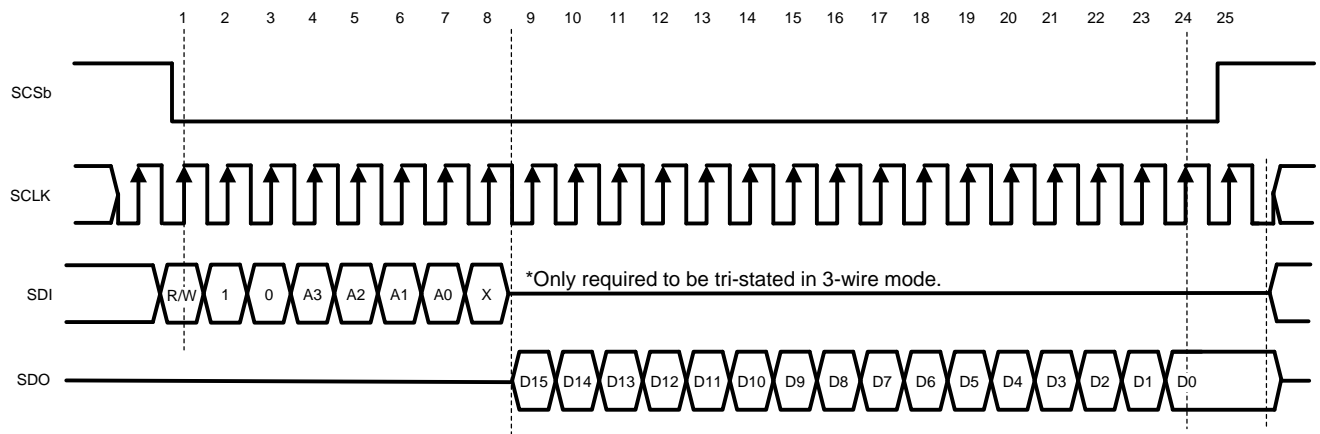 1 2 3 4 5 6 7 8 9 10 11 12 13 14 15 16 17 18 19 20 21 22 23 24 25
SCSb
SCLK
SDI R/W 1 0 A3 A2 A1 A0 X *Only required to be tri-stated in 3-wire mode.
SDO D15 D14 D13 D12 D11 D10 D9 D8 D7 D6 D5 D4 D3 D2 D1 D0